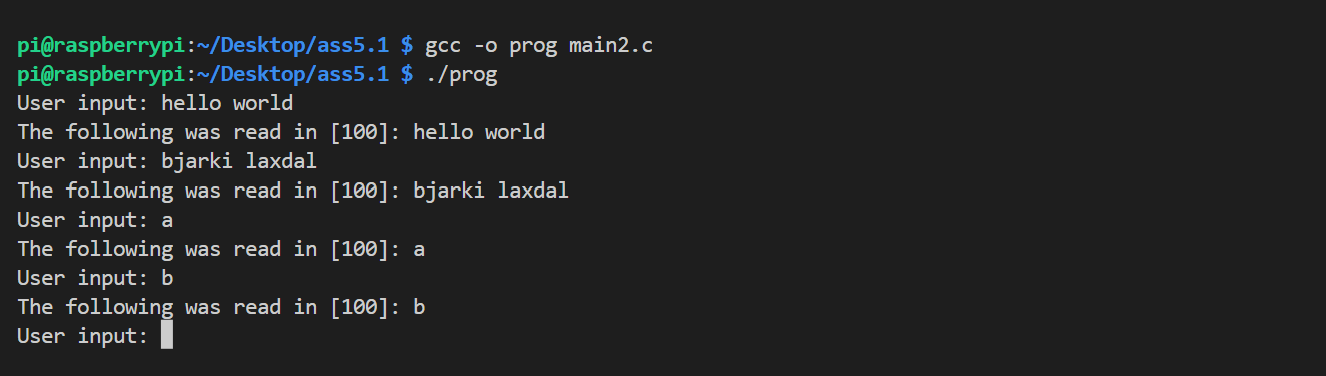 pi@raspberrypi:~/Desktop/ass5.1 $ gcc -o prog main2.c
pi@raspberrypi:~/Desktop/ass5.1 $ ./prog
User input: hello world
The following was read in [100]: hello world
User input: bjarki laxdal
The following was read in [100]: bjarki laxdal
User input: a
The following was read in [100]: a
User input: b
The following was read in [100]: b
User input: